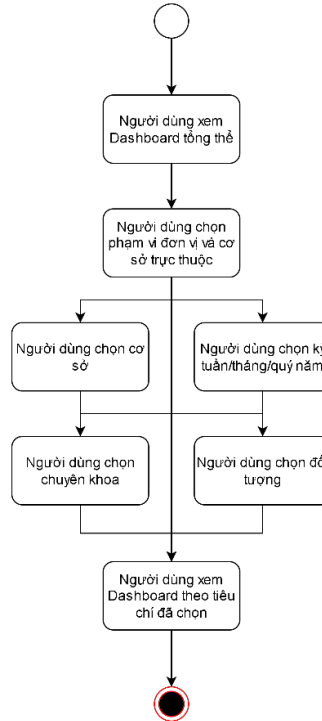 Người dùng xem
Dashboard tổng thể
Người dùng chọn
phạm vi đơn vị và cơ
sở trực thuộc
Người dùng chọn cơ
sở
Người dùng chọn
tuần/tháng/quý năm
Người dùng chọn
chuyên khoa
Người dùng chọn
tượng
Người dùng xem
Dashboard theo tiêu
chí đã chọn